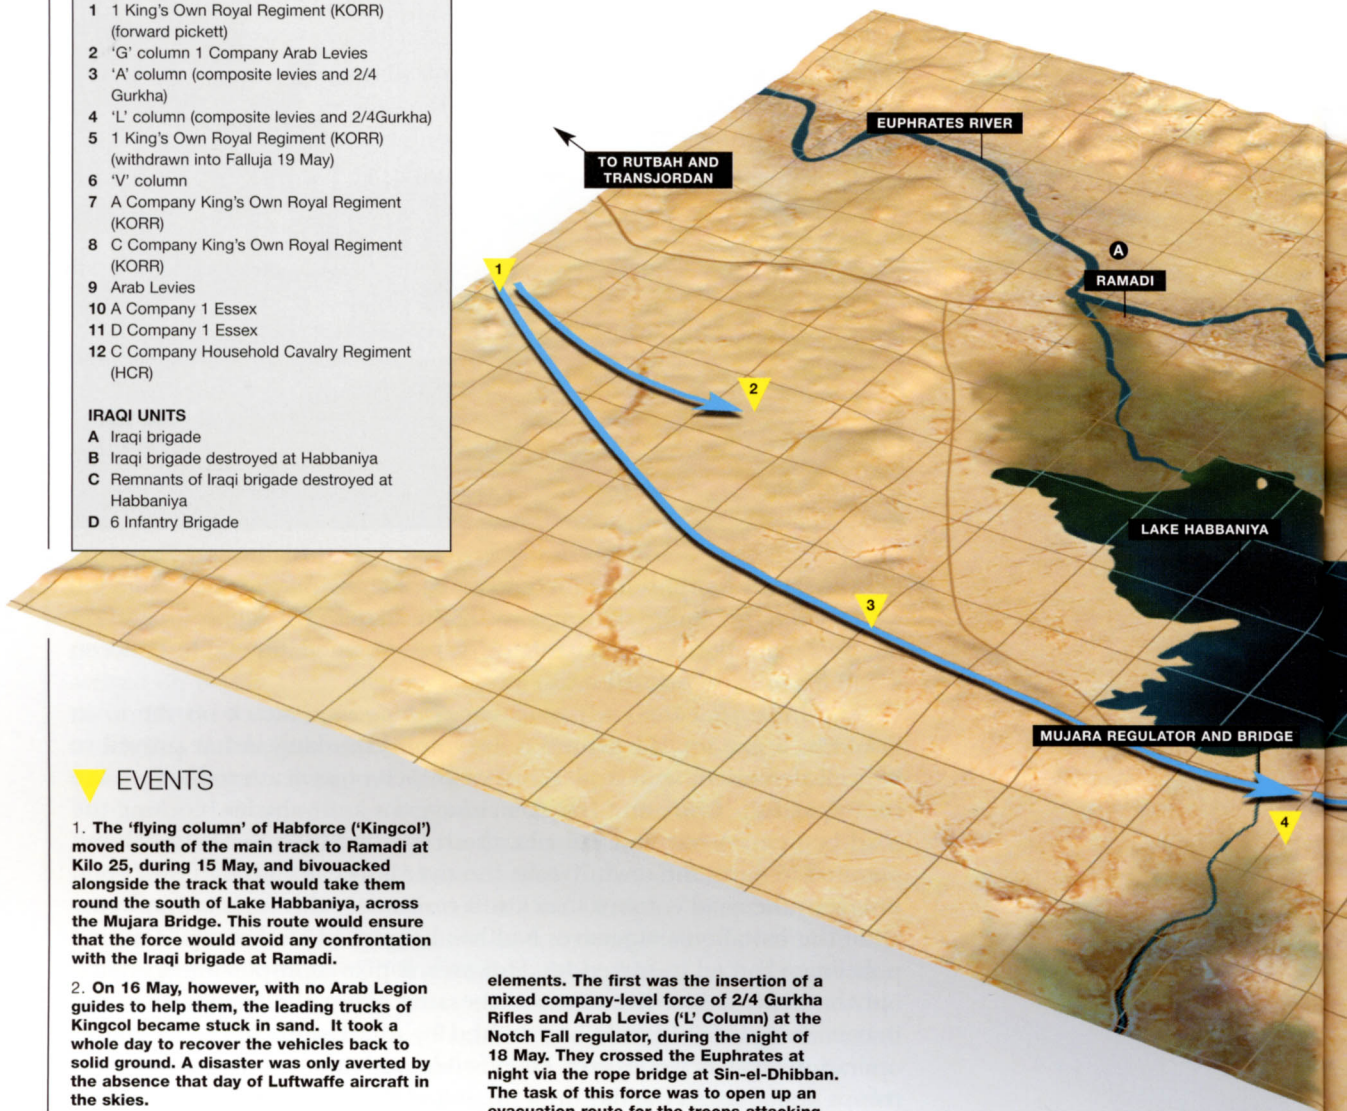 1 1 King's Own Royal Regiment (KORR)
(forward pickett)
2 'G' column 1 Company Arab Levies
3 'A' column (composite levies and 2/4
Gurkha)
4 'L' column (composite levies and 2/4Gurkha)
5 1 King's Own Royal Regiment (KORR)
(withdrawn into Falluja 19 May)
6 'V' column
7 A Company King's Own Royal Regiment
(KORR)
8 C Company King's Own Royal Regiment
(KORR)
9 Arab Levies
10 A Company 1 Essex
11 D Company 1 Essex
12 C Company Household Cavalry Regiment
(HCR)
IRAQI UNITS
A Iraqi brigade
B Iraqi brigade destroyed at Habbaniya
C Remnants of Iraqi brigade destroyed at
Habbaniya
D 6 Infantry Brigade
EUPHRATES RIVER
TO RUTBAH AND
TRANSJORDAN
A
RAMADI
1
2
LAKE HABBANIYA
3
MUJARA REGULATOR AND BRIDGE
4
EVENTS
1. The 'flying column' of Habforce ('Kingcol')
moved south of the main track to Ramadi at
Kilo 25, during 15 May, and bivouacked
alongside the track that would take them
round the south of Lake Habbaniya, across
the Mujara Bridge. This route would ensure
that the force would avoid any confrontation
with the Iraqi brigade at Ramadi.
2. On 16 May, however, with no Arab Legion
guides to help them, the leading trucks of
Kingcol became stuck in sand. It took a
whole day to recover the vehicles back to
solid ground. A disaster was only averted by
the absence that day of Luftwaffe aircraft in
the skies.
elements. The first was the insertion of a
mixed company-level force of 2/4 Gurkha
Rifles and Arab Levies ('L' Column) at the
Notch Fall regulator, during the night of
18 May. They crossed the Euphrates at
night via the rope bridge at Sin-el-Dhibban.
The task of this force was to open up an
evacuation route for the troops attacking